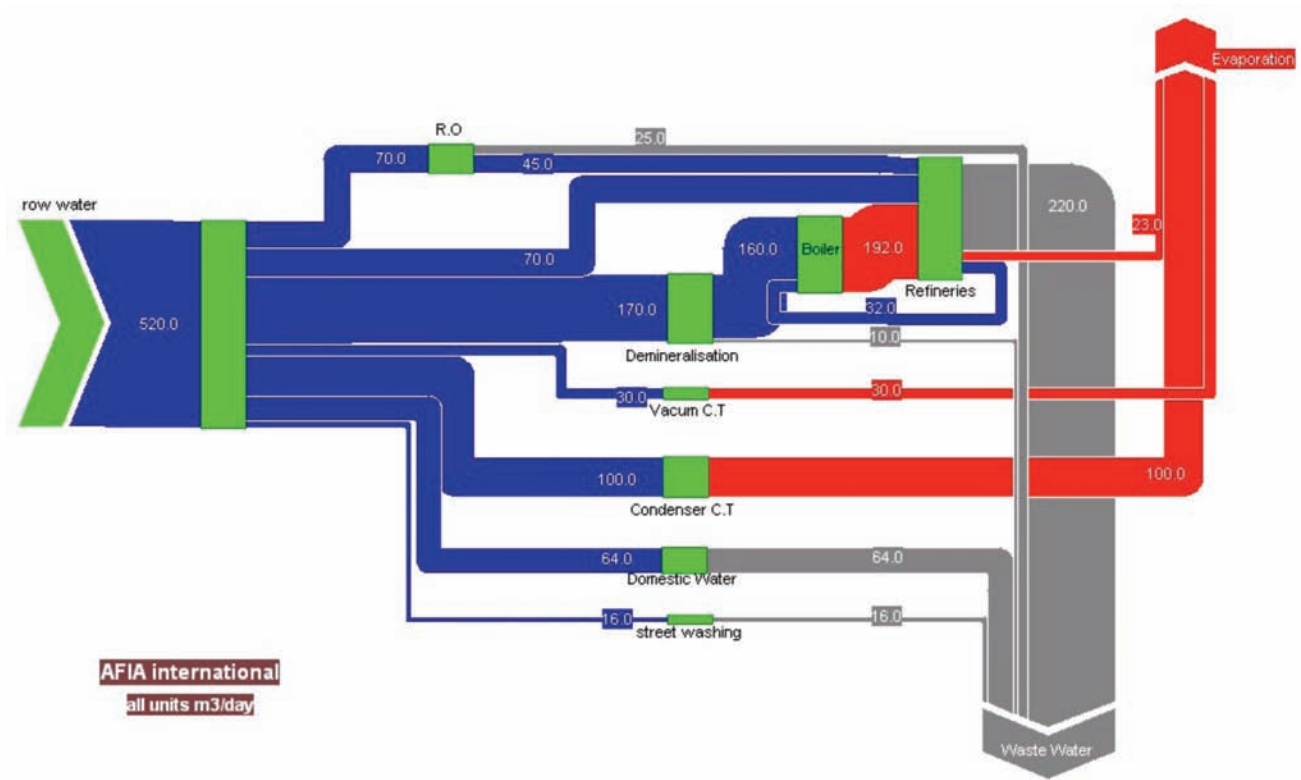 Evaporation
R.O
25.0
70.0
45.0
row water
220.0
23.0
160.0
Boiler
192.0
70.0
Refineries
520.0
170.0
32.0
10.0
Demineralisation
30.0
30.0
Vacum C.T
100.0
100.0
Condenser C.T
64.0
64.0
Domestic Water
16.0
16.0
street washing
AFIA international
all units m3/day
Waste Water